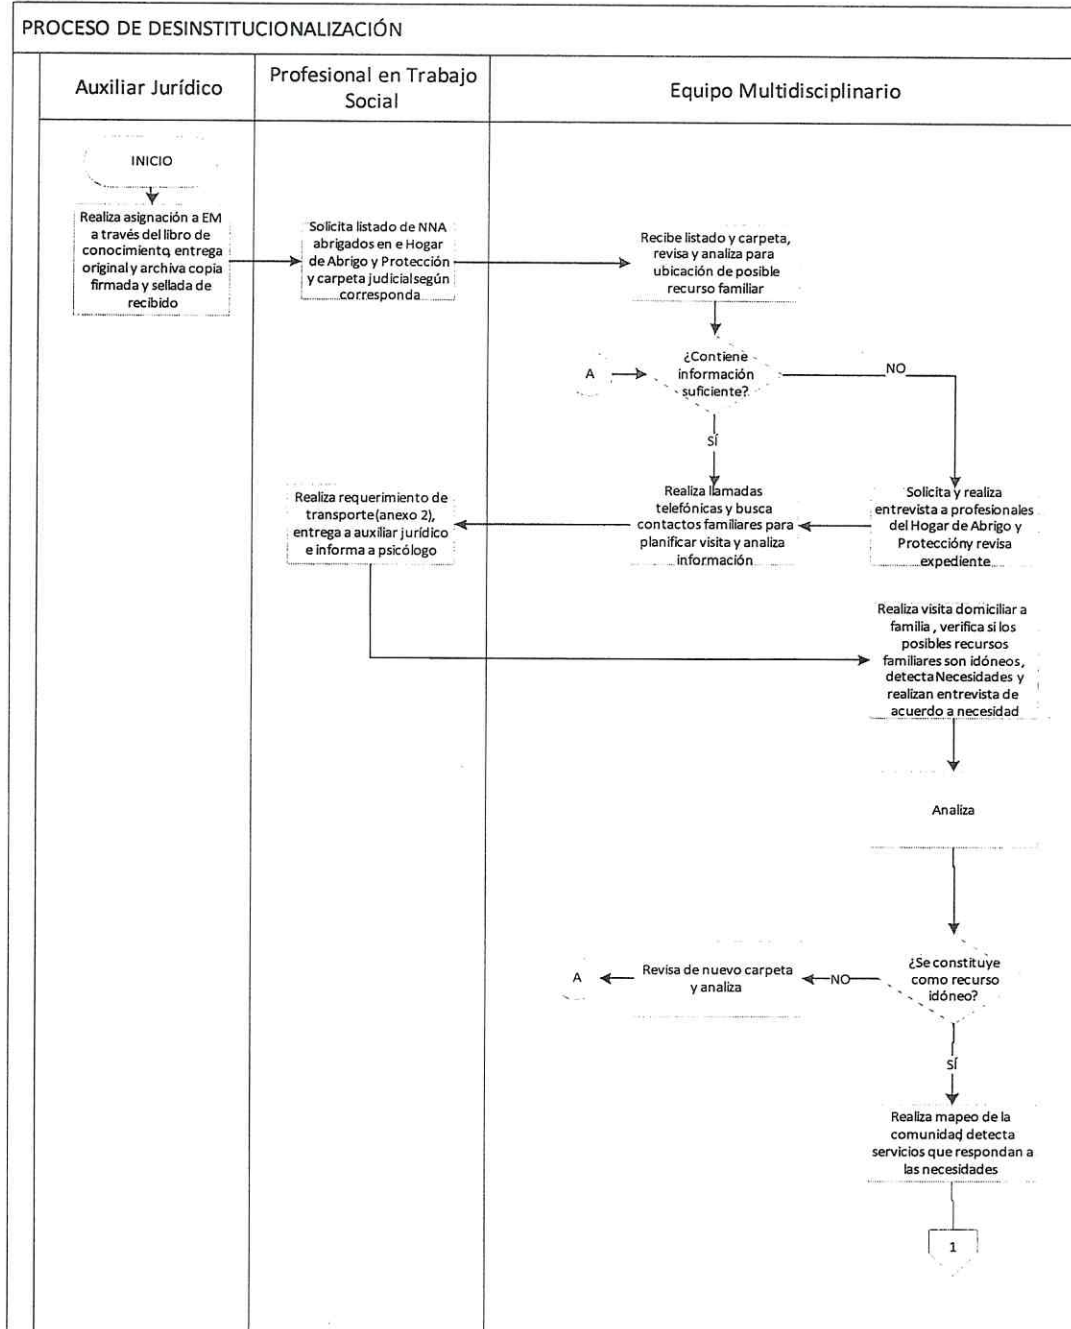 PROCESO DE DESINSTITUCIONALIZACIÓN
Auxiliar Jurídico
Profesional en Trabajo
Social
Equipo Multidisciplinario
INICIO
Realiza asignación a EM
a través del libro de
conocimiento, entrega
original y archiva copia
firmada y sellada de
recibido
Solicita listado de NNA
abrigados en e Hogar
de Abrigo y Protección
y carpeta judicial según
corresponda
Recibe listado y carpeta,
revisa y analiza para
ubicación de posible
recurso familiar
A
¿Contiene
información
suficiente?
NO
SÍ
Realiza requerimiento de
transporte(anexo 2),
entrega a auxiliar jurídico
e informa a psicólogo
Realiza llamadas
telefónicas y busca
contactos familiares para
planificar visita y analiza
información
Solicita y realiza
entrevista a profesionales
del Hogar de Abrigo y
Protección y revisa
expediente
Realiza visita domiciliar a
familia , verifica si los
posibles recursos
familiares son idóneos,
detecta Necesidades y
realizan entrevista de
acuerdo a necesidad
Analiza
¿Se constituye
como recurso
idóneo?
NO
Revisa de nuevo carpeta
y analiza
A
SÍ
Realiza mapeo de la
comunidad, detecta
servicios que respondan a
las necesidades
1